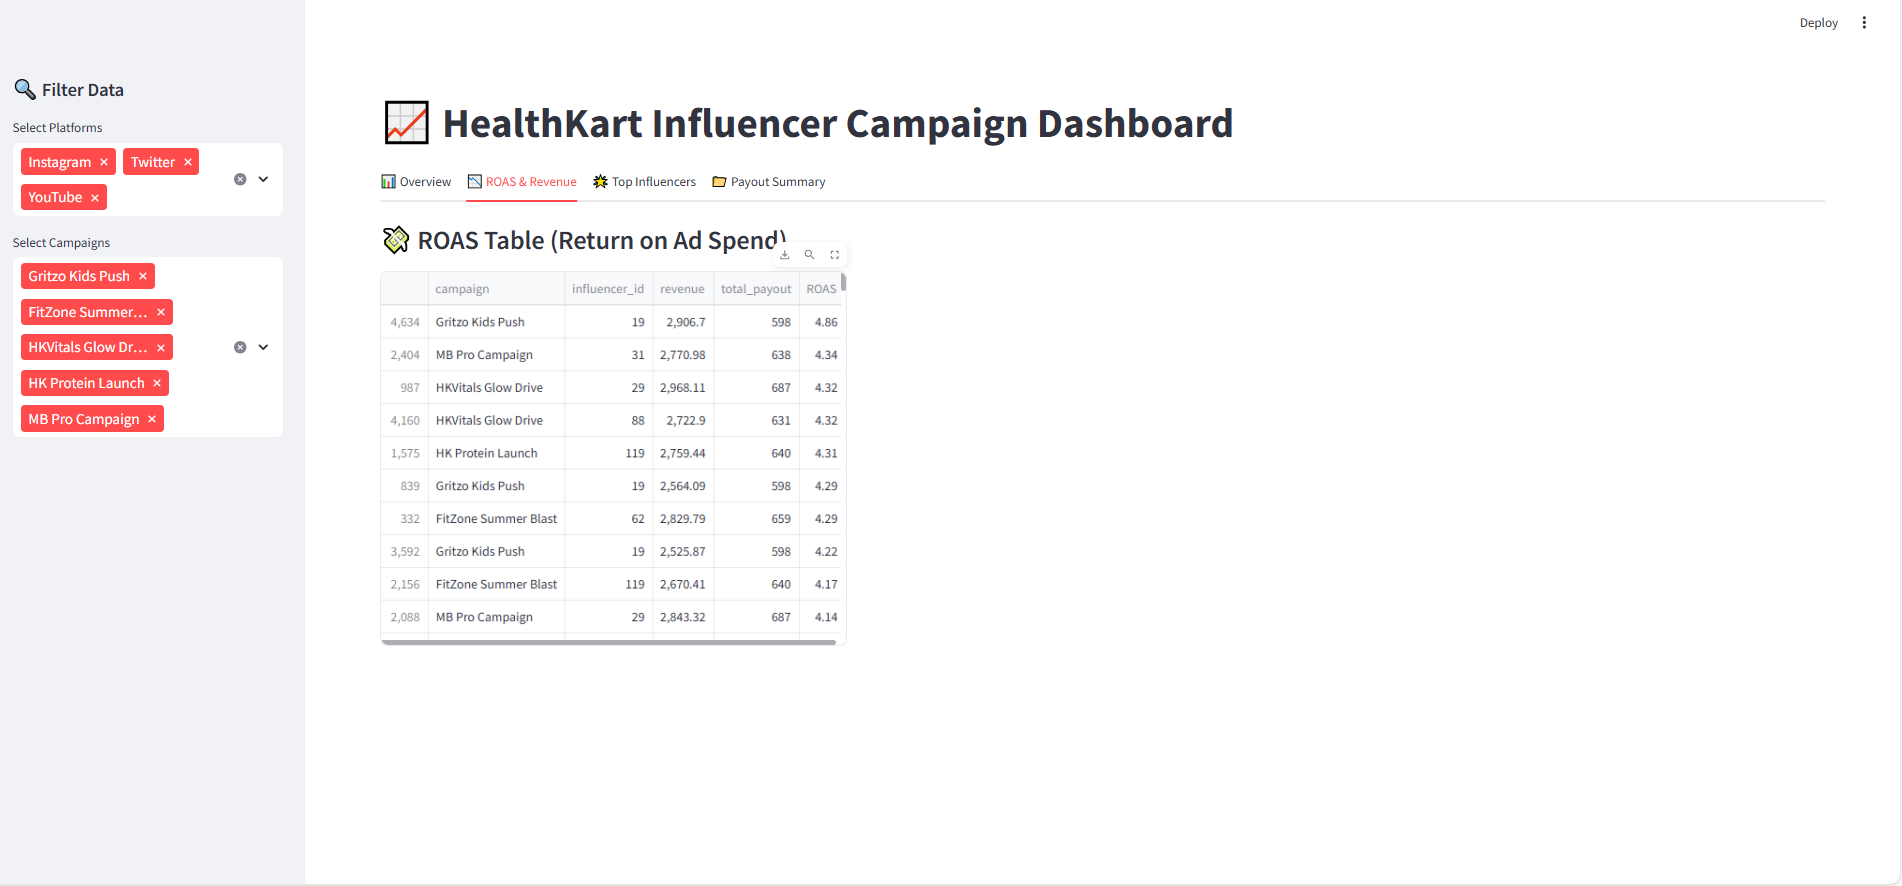 Deploy
Filter Data
Select Platforms
Instagram × Twitter ×
YouTube ×
Select Campaigns
Gritzo Kids Push ×
FitZone Summer... ×
HKVitals Glow Dr... ×
HK Protein Launch ×
MB Pro Campaign ×
HealthKart Influencer Campaign Dashboard
Overview ROAS & Revenue Top Influencers Payout Summary
ROAS Table (Return on Ad Spend)
campaign influencer_id revenue total_payout ROAS
4,634 Gritzo Kids Push 19 2,906.7 598 4.86
2,404 MB Pro Campaign 31 2,770.98 638 4.34
987 HKVitals Glow Drive 29 2,968.11 687 4.32
4,160 HKVitals Glow Drive 88 2,722.9 631 4.32
1,575 HK Protein Launch 119 2,759.44 640 4.31
839 Gritzo Kids Push 19 2,564.09 598 4.29
332 FitZone Summer Blast 62 2,829.79 659 4.29
3,592 Gritzo Kids Push 19 2,525.87 598 4.22
2,156 FitZone Summer Blast 119 2,670.41 640 4.17
2,088 MB Pro Campaign 29 2,843.32 687 4.14